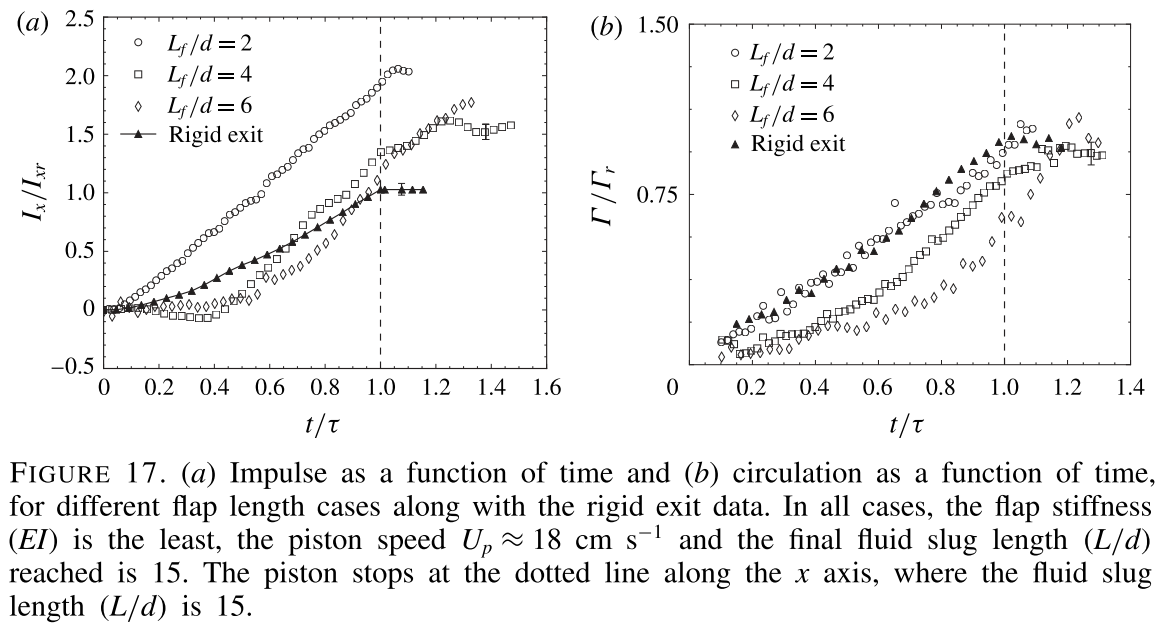 (a)
2.5
2.0
1.5
1.0
0.5
0
−0.5
I_x/I_xr
L_f/d = 2
L_f/d = 4
L_f/d = 6
Rigid exit
0 0.2 0.4 0.6 0.8 1.0 1.2 1.4 1.6
t/τ
(b)
1.50
0.75
Γ/Γ_r
L_f/d = 2
L_f/d = 4
L_f/d = 6
Rigid exit
0 0.2 0.4 0.6 0.8 1.0 1.2 1.4
t/τ
FIGURE 17. (a) Impulse as a function of time and (b) circulation as a function of time,
for different flap length cases along with the rigid exit data. In all cases, the flap stiffness
(EI) is the least, the piston speed U_p ≈ 18 cm s⁻¹ and the final fluid slug length (L/d)
reached is 15. The piston stops at the dotted line along the x axis, where the fluid slug
length (L/d) is 15.